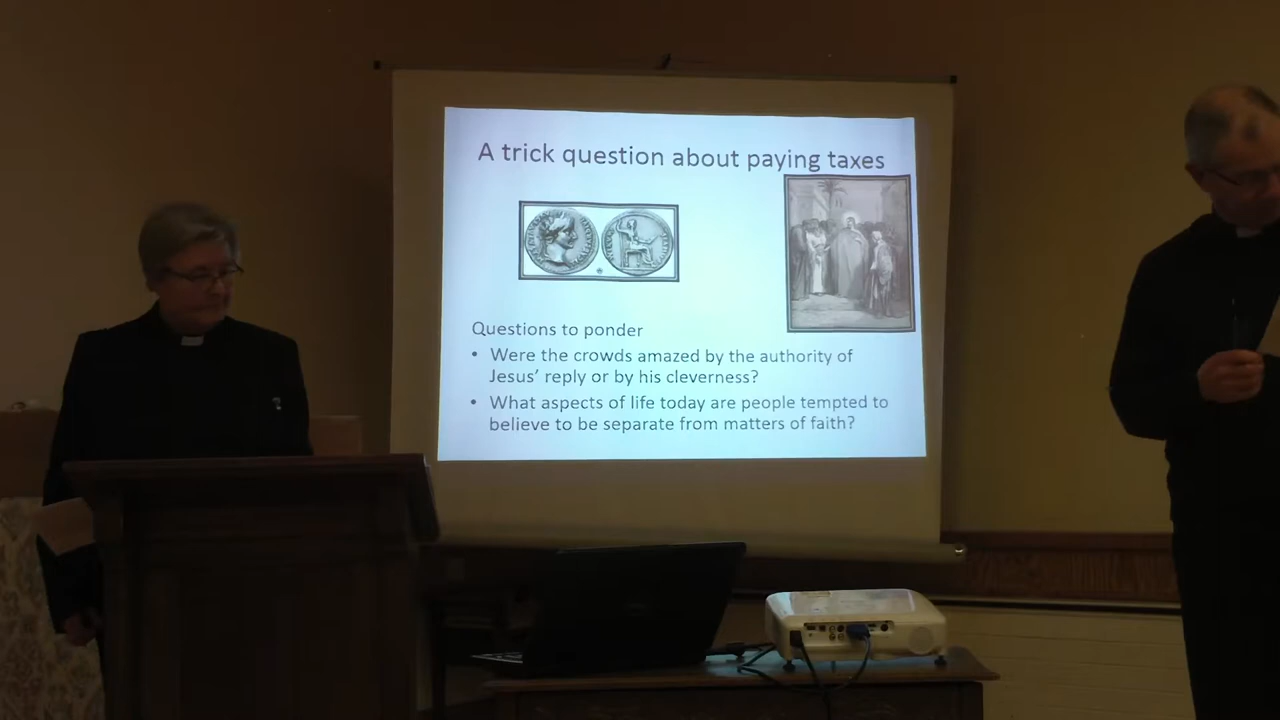 A trick question about paying taxes
Questions to ponder
• Were the crowds amazed by the authority of
Jesus' reply or by his cleverness?
• What aspects of life today are people tempted to
believe to be separate from matters of faith?